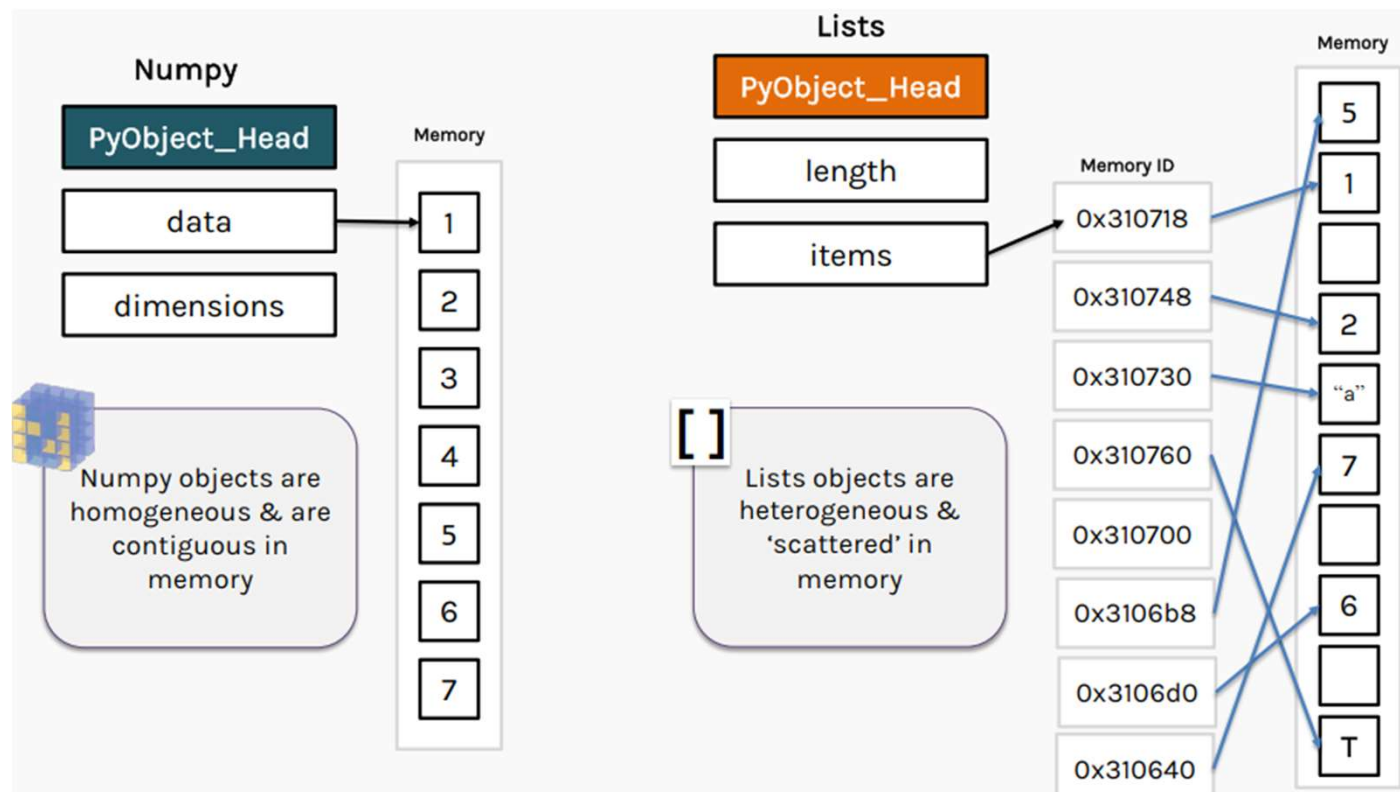 Numpy
PyObject_Head
data
dimensions
Memory
1
2
3
4
5
6
7
Numpy objects are
homogeneous & are
contiguous in
memory
Lists
PyObject_Head
length
items
[ ]
Lists objects are
heterogeneous &
‘scattered’ in
memory
Memory ID
0x310718
0x310748
0x310730
0x310760
0x310700
0x3106b8
0x3106d0
0x310640
Memory
5
1
2
“a”
7
6
T